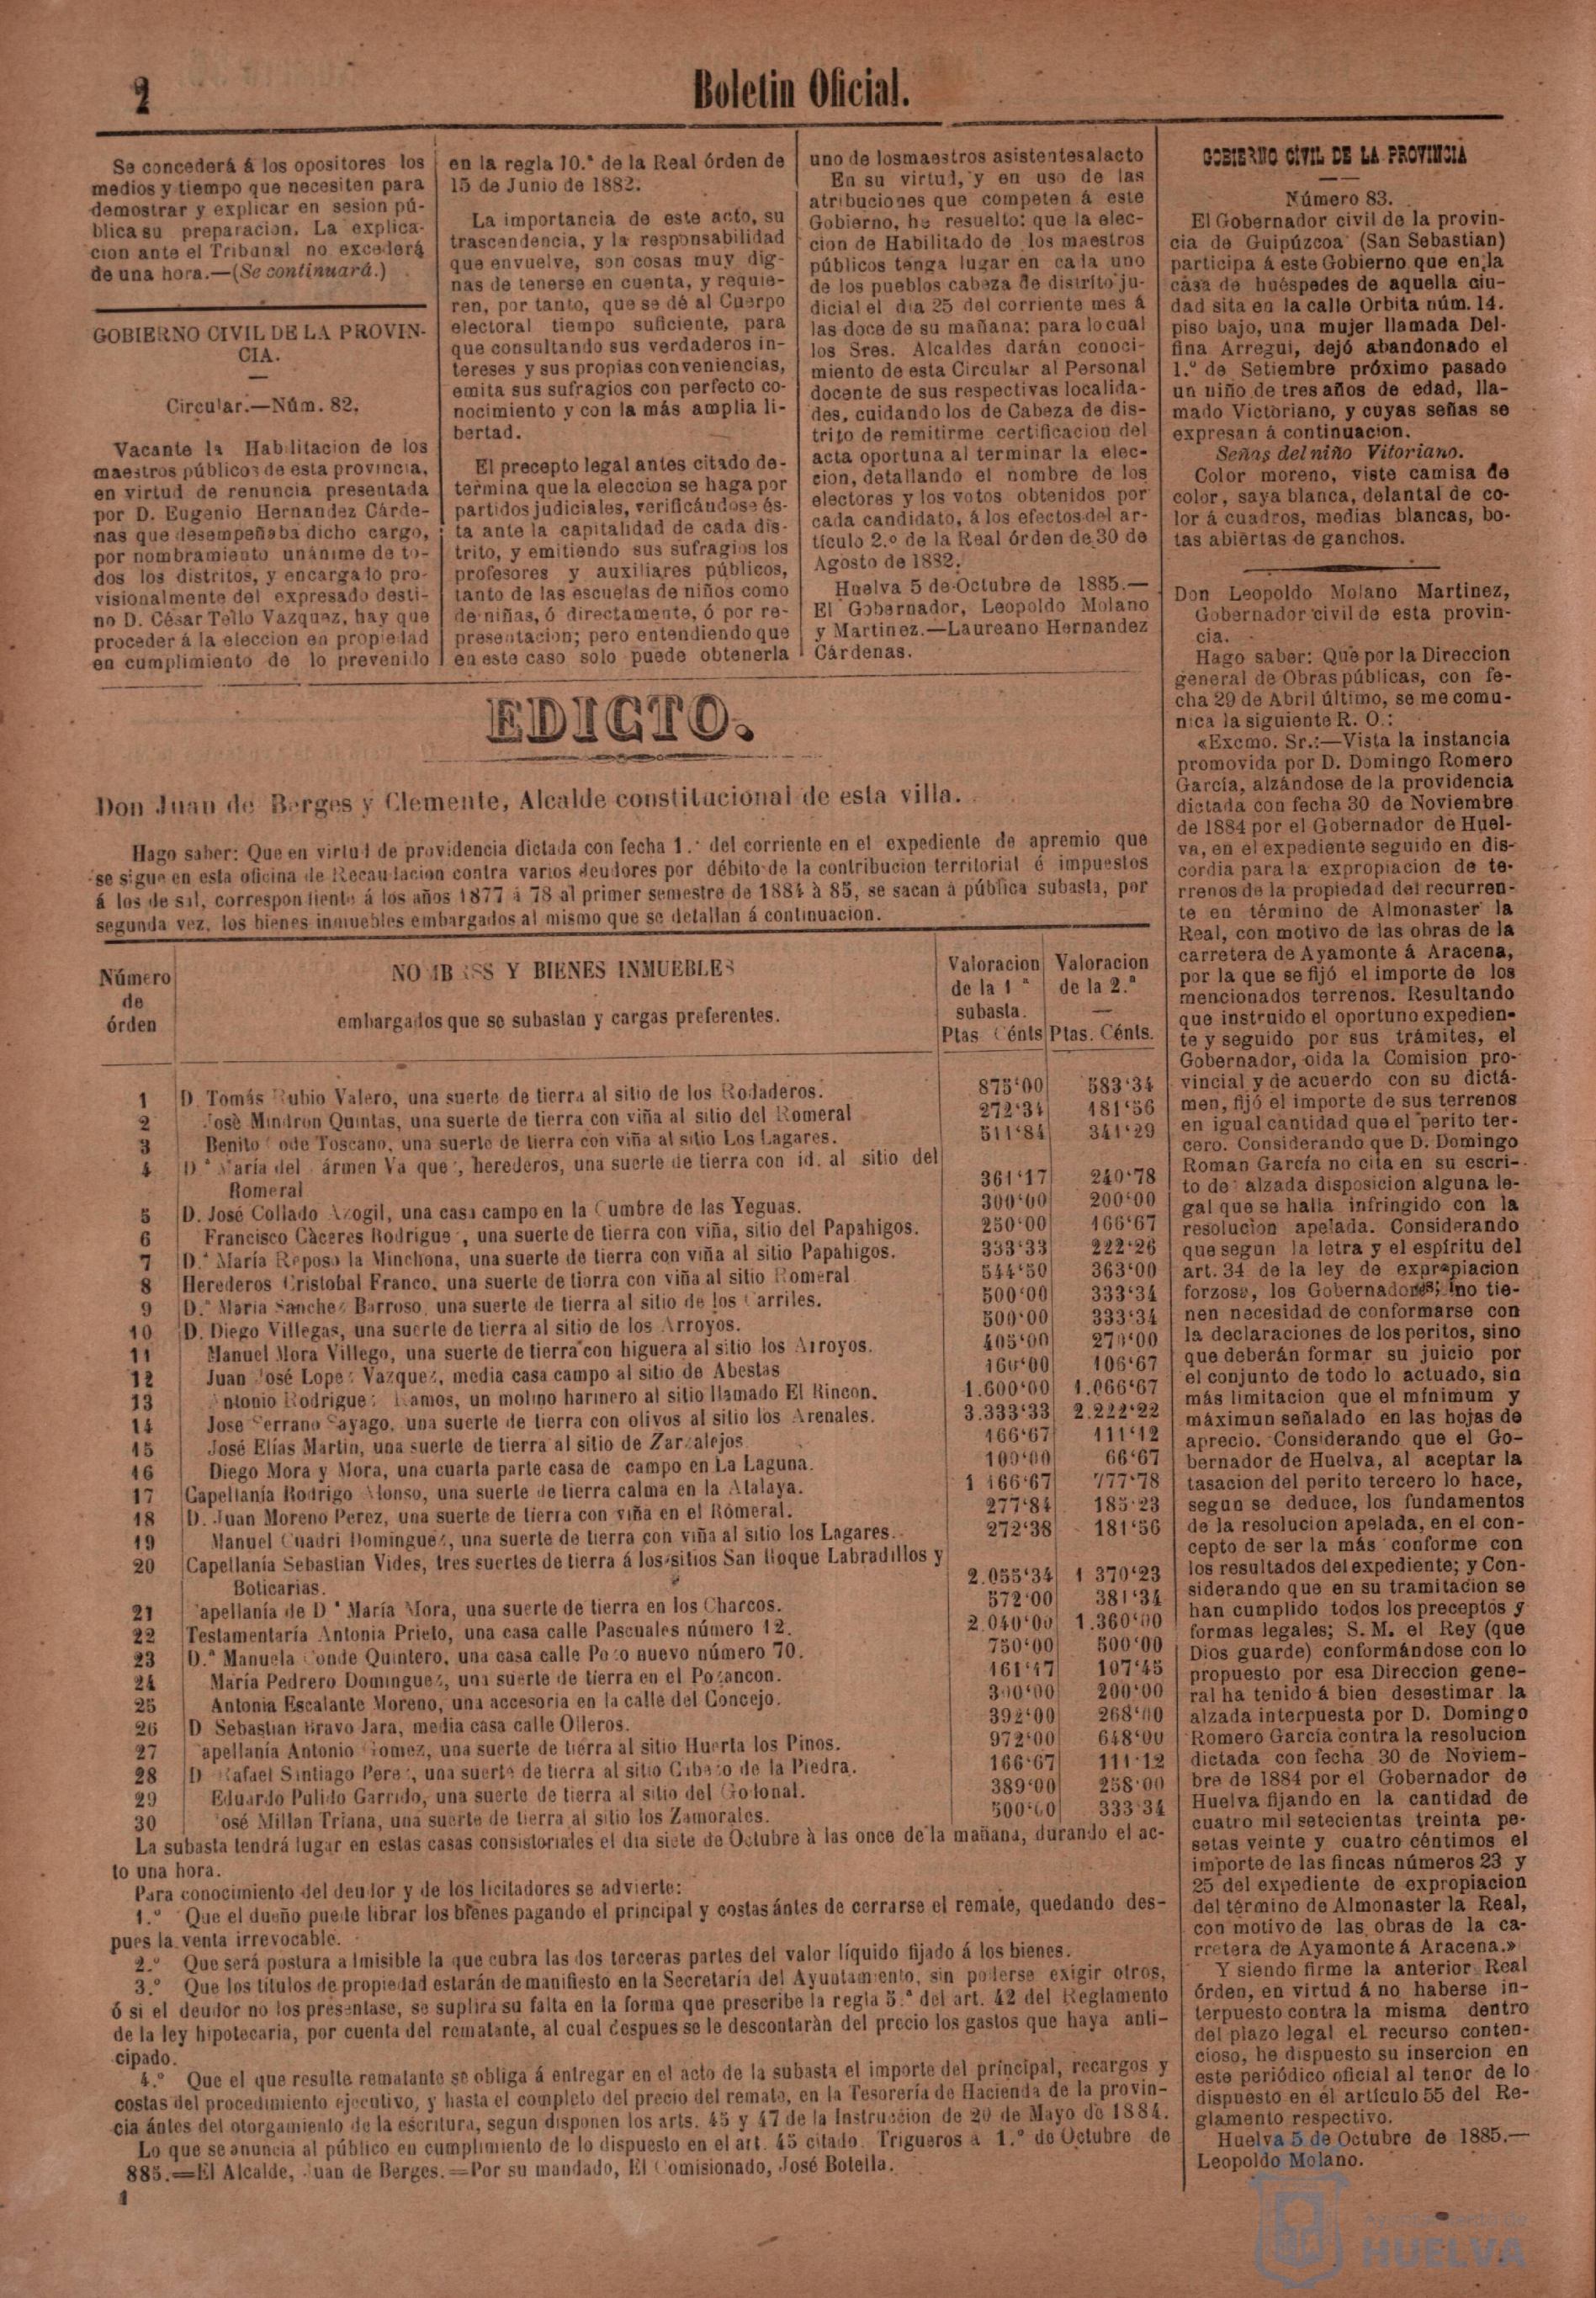 2
Boletin Oficial.
Se concederá á los opositores los
medios y tiempo que necesiten para
demostrar y explicar en sesion pú-
blica su preparacion. La explica-
cion ante el Tribunal no excederá
de una hora.—(Se continuará.)
GOBIERNO CIVIL DE LA PROVIN-
CIA.
Circular.—Núm. 82.
Vacante la Habilitacion de los
maestros públicos de esta provincia,
en virtud de renuncia presentada
por D. Eugenio Hernandez Cárde-
nas que desempeñaba dicho cargo,
por nombramiento unánime de to-
dos los distritos, y encargado pro-
visionalmente del expresado desti-
no D. César Tello Vazquez, hay que
proceder á la eleccion en propiedad
en cumplimiento de lo prevenido
en la regla 10.ª de la Real órden de
15 de Junio de 1882.
La importancia de este acto, su
trascendencia, y la responsabilidad
que envuelve, son cosas muy dig-
nas de tenerse en cuenta, y requie-
ren, por tanto, que se dé al Cuerpo
electoral tiempo suficiente, para
que consultando sus verdaderos in-
tereses y sus propias conveniencias,
emita sus sufragios con perfecto co-
nocimiento y con la más amplia li-
bertad.
El precepto legal antes citado de-
termina que la eleccion se haga por
partidos judiciales, verificándose és-
ta ante la capitalidad de cada dis-
trito, y emitiendo sus sufragios los
profesores y auxiliares públicos,
tanto de las escuelas de niños como
de niñas, ó directamente, ó por re-
presentacion; pero entendiendo que
en este caso solo puede obtenerla
uno de losmaestros asistentesalacto
En su virtud, y en uso de las
atribuciones que competen á este
Gobierno, he resuelto: que la elec-
cion de Habilitado de los maestros
públicos tenga lugar en cada uno
de los pueblos cabeza de distrito ju-
dicial el dia 25 del corriente mes á
las doce de su mañana: para lo cual
los Sres. Alcaldes darán conoci-
miento de esta Circular al Personal
docente de sus respectivas localida-
des, cuidando los de Cabeza de dis-
trito de remitirme certificacion del
acta oportuna al terminar la elec-
cion, detallando el nombre de los
electores y los votos obtenidos por
cada candidato, á los efectos del ar-
tículo 2.º de la Real órden de 30 de
Agosto de 1882.
Huelva 5 de Octubre de 1885.—
El Gobernador, Leopoldo Molano
y Martinez.—Laureano Hernandez
Cárdenas.
EDICTO.
Don Juan de Berges y Clemente, Alcalde constitucional de esta villa.
Hago saber: Que en virtud de providencia dictada con fecha 1.º del corriente en el expediente de apremio que
se sigue en esta oficina de Recaudacion contra varios deudores por débito de la contribucion territorial é impuestos
á los de sal, correspondiente á los años 1877 á 78 al primer semestre de 1884 à 85, se sacan à pública subasta, por
segunda vez, los bienes inmuebles embargados al mismo que se detallan á continuacion.
Número
de
órden
NOMBRES Y BIENES INMUEBLES
embargados que se subastan y cargas preferentes.
Valoracion de la 1.ª subasta. Ptas. Cénts
Valoracion de la 2.ª — Ptas. Cénts.
1 D. Tomás Rubio Valero, una suerte de tierra al sitio de los Rodaderos. 875‘00 583‘34
2 José Mindron Quintas, una suerte de tierra con viña al sitio del Romeral 272‘34 181‘56
3 Benito Conde Toscano, una suerte de tierra con viña al sitio Los Lagares. 511‘84 341‘29
4 D.ª María del Cármen Va que, herederos, una suerte de tierra con id. al sitio del
Romeral 361‘17 240‘78
5 D. José Collado Arogil, una casa campo en la Cumbre de las Yeguas. 300‘00 200‘00
6 Francisco Càceres Rodrigue, una suerte de tierra con viña, sitio del Papahigos. 250‘00 166‘67
7 D.ª María Reposo la Minchona, una suerte de tierra con viña al sitio Papahigos. 333‘33 222‘26
8 Herederos Cristobal Franco, una suerte de tierra con viña al sitio Romeral 544‘50 363‘00
9 D.ª Maria Sanchez Barroso, una suerte de tierra al sitio de los Carriles. 500‘00 333‘34
10 D. Diego Villegas, una suerte de tierra al sitio de los Arroyos. 500‘00 333‘34
11 Manuel Mora Villego, una suerte de tierra con higuera al sitio los Arroyos. 405‘00 270‘00
12 Juan José Lopez Vazquez, media casa campo al sitio de Abestas 160‘00 106‘67
13 Antonio Rodriguez Ramos, un molino harinero al sitio llamado El Rincon. 1.600‘00 1.066‘67
14 Jose Serrano Sayago, una suerte de tierra con olivos al sitio los Arenales. 3.333‘33 2.222‘22
15 José Elías Martin, una suerte de tierra al sitio de Zarzalejos 166‘67 111‘12
16 Diego Mora y Mora, una cuarta parte casa de campo en La Laguna. 100‘00 66‘67
17 Capellanía Rodrigo Alonso, una suerte de tierra calma en la Atalaya. 1 166‘67 777‘78
18 D. Juan Moreno Perez, una suerte de tierra con viña en el Romeral. 277‘84 185‘23
19 Manuel Cuadri Dominguez, una suerte de tierra con viña al sitio los Lagares. 272‘38 181‘56
20 Capellanía Sebastian Vides, tres suertes de tierra á los sitios San Roque Labradillos y
Boticarias. 2.055‘34 1 370‘23
21 Capellanía de D.ª María Mora, una suerte de tierra en los Charcos. 572‘00 381‘34
22 Testamentaría Antonia Prieto, una casa calle Pascuales número 12. 2.040‘00 1.360‘00
23 D.ª Manuela Conde Quintero, una casa calle Pozo nuevo número 70. 750‘00 500‘00
24 María Pedrero Dominguez, una suerte de tierra en el Pozancon. 161‘17 107‘45
25 Antonia Escalante Moreno, una accesoria en la calle del Concejo. 300‘00 200‘00
26 D Sebastian Bravo Jara, media casa calle Olleros. 392‘00 268‘00
27 Capellanía Antonio Gomez, una suerte de tierra al sitio Huerta los Pinos. 972‘00 648‘00
28 D Rafael Sintiago Perez, una suerte de tierra al sitio Gibazo de la Piedra. 166‘67 111‘12
29 Eduardo Pulido Garrido, una suerte de tierra al sitio del Gotonal. 389‘00 258‘00
30 José Millan Triana, una suerte de tierra al sitio los Zamorales. 500‘00 333‘34
La subasta tendrá lugar en estas casas consistoriales el dia siete de Octubre à las once de la mañana, durando el ac-
to una hora.
Para conocimiento del deudor y de los licitadores se advierte:
1.º Que el dueño puede librar los bienes pagando el principal y costas ántes de cerrarse el remate, quedando des-
pues la venta irrevocable.
2.º Que será postura admisible la que cubra las dos terceras partes del valor líquido fijado á los bienes.
3.º Que los títulos de propiedad estarán de manifiesto en la Secretaría del Ayuntamiento, sin poderse exigir otros,
ó si el deudor no los presentase, se suplirá su falta en la forma que prescribe la regla 5.ª del art. 42 del Reglamento
de la ley hipotecaria, por cuenta del rematante, al cual despues se le descontaràn del precio los gastos que haya anti-
cipado.
4.º Que el que resulte rematante se obliga á entregar en el acto de la subasta el importe del principal, recargos y
costas del procedimiento ejecutivo, y hasta el completo del precio del remate, en la Tesorería de Hacienda de la provin-
cia ántes del otorgamiento de la escritura, segun disponen los arts. 45 y 47 de la Instruccion de 20 de Mayo de 1884.
Lo que se anuncia al público en cumplimiento de lo dispuesto en el art. 45 citado. Trigueros à 1.º de Octubre de
885.—El Alcalde, Juan de Berges.—Por su mandado, El Comisionado, José Botella.
1
GOBIERNO CIVIL DE LA PROVINCIA
Número 83.
El Gobernador civil de la provin-
cia de Guipúzcoa (San Sebastian)
participa á este Gobierno que en la
casa de huéspedes de aquella ciu-
dad sita en la calle Orbita núm. 14.
piso bajo, una mujer llamada Del-
fina Arregui, dejó abandonado el
1.º de Setiembre próximo pasado
un niño de tres años de edad, lla-
mado Victoriano, y cuyas señas se
expresan á continuacion.
Señas del niño Vitoriano.
Color moreno, viste camisa de
color, saya blanca, delantal de co-
lor á cuadros, medias blancas, bo-
tas abiertas de ganchos.
Don Leopoldo Molano Martinez,
Gobernador civil de esta provin-
cia.
Hago saber: Que por la Direccion
general de Obras públicas, con fe-
cha 29 de Abril último, se me comu-
nica la siguiente R. O.:
«Excmo. Sr.:—Vista la instancia
promovida por D. Domingo Romero
García, alzándose de la providencia
dictada con fecha 30 de Noviembre
de 1884 por el Gobernador de Huel-
va, en el expediente seguido en dis-
cordia para la expropiacion de te-
rrenos de la propiedad del recurren-
te en término de Almonaster la
Real, con motivo de las obras de la
carretera de Ayamonte á Aracena,
por la que se fijó el importe de los
mencionados terrenos. Resultando
que instruido el oportuno expedien-
te y seguido por sus trámites, el
Gobernador, oida la Comision pro-
vincial y de acuerdo con su dictá-
men, fijó el importe de sus terrenos
en igual cantidad que el perito ter-
cero. Considerando que D. Domingo
Roman García no cita en su escri-
to de alzada disposicion alguna le-
gal que se halla infringido con la
resolucion apelada. Considerando
que segun la letra y el espíritu del
art. 34 de la ley de exprapiacion
forzosa, los Gobernadores, no tie-
nen necesidad de conformarse con
la declaraciones de los peritos, sino
que deberán formar su juicio por
el conjunto de todo lo actuado, sin
más limitacion que el mínimum y
máximun señalado en las hojas de
aprecio. Considerando que el Go-
bernador de Huelva, al aceptar la
tasacion del perito tercero lo hace,
segun se deduce, los fundamentos
de la resolucion apelada, en el con-
cepto de ser la más conforme con
los resultados del expediente; y Con-
siderando que en su tramitacion se
han cumplido todos los preceptos y
formas legales; S. M. el Rey (que
Dios guarde) conformándose con lo
propuesto por esa Direccion gene-
ral ha tenido á bien desestimar la
alzada interpuesta por D. Domingo
Romero García contra la resolucion
dictada con fecha 30 de Noviem-
bre de 1884 por el Gobernador de
Huelva fijando en la cantidad de
cuatro mil setecientas treinta pe-
setas veinte y cuatro céntimos el
importe de las fincas números 23 y
25 del expediente de expropiacion
del término de Almonaster la Real,
con motivo de las obras de la ca-
rretera de Ayamonte á Aracena.»
Y siendo firme la anterior Real
órden, en virtud á no haberse in-
terpuesto contra la misma dentro
del plazo legal el recurso conten-
cioso, he dispuesto su insercion en
este periódico oficial al tenor de lo
dispuesto en el artículo 55 del Re-
glamento respectivo.
Huelva 5 de Octubre de 1885.—
Leopoldo Molano.
HUELVA